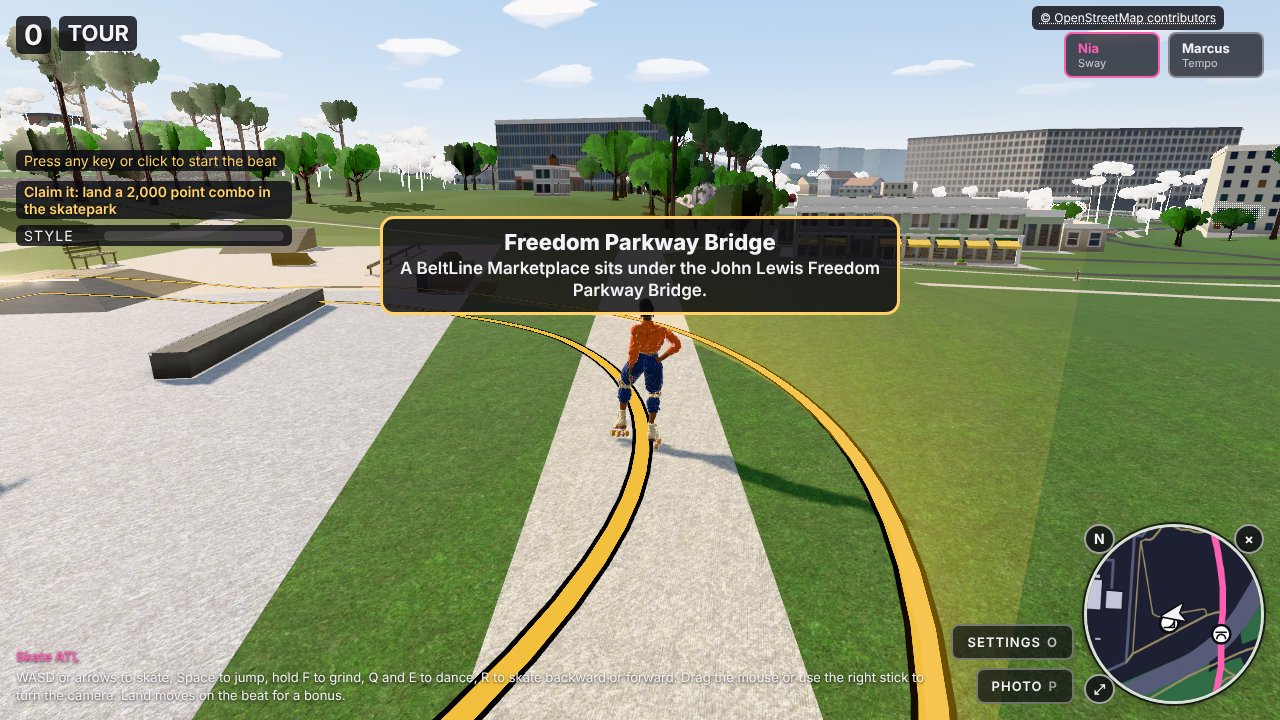 0 TOUR
© OpenStreetMap contributors
Nia
Sway
Marcus
Tempo
Press any key or click to start the beat
Claim it: land a 2,000 point combo in
the skatepark
STYLE
Freedom Parkway Bridge
A BeltLine Marketplace sits under the John Lewis Freedom
Parkway Bridge.
N
×
SETTINGS O
PHOTO P
Skate ATL
WASD or arrows to skate, Space to jump, hold F to grind, Q and E to dance, R to skate backward or forward. Drag the mouse or use the right stick to
turn the camera. Land moves on the beat for a bonus.